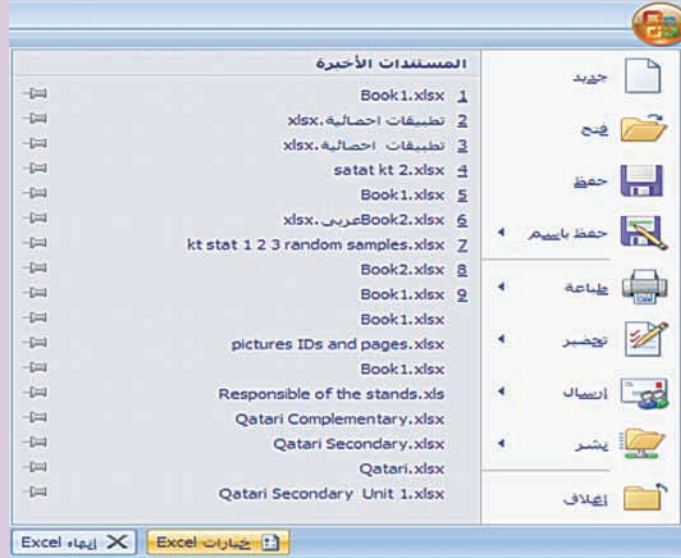 جديد
فتح
حفظ
حفظ باسم
طباعة
تحضير
إرسال
نشر
إغلاق
المستندات الأخيرة
1 Book1.xlsx
2 تطبيقات احصائية.xlsx
3 تطبيقات احصائية.xlsx
4 satat kt 2.xlsx
5 Book1.xlsx
6 Book2.xlsxعربي.xlsx
7 kt stat 1 2 3 random samples.xlsx
8 Book2.xlsx
9 Book1.xlsx
Book1.xlsx
pictures IDs and pages.xlsx
Book1.xlsx
Responsible of the stands.xls
Qatari Complementary.xls
Qatari Secondary.xlsx
Qatari.xlsx
Qatari Secondary Unit 1.xlsx
خيارات Excel
إنهاء Excel